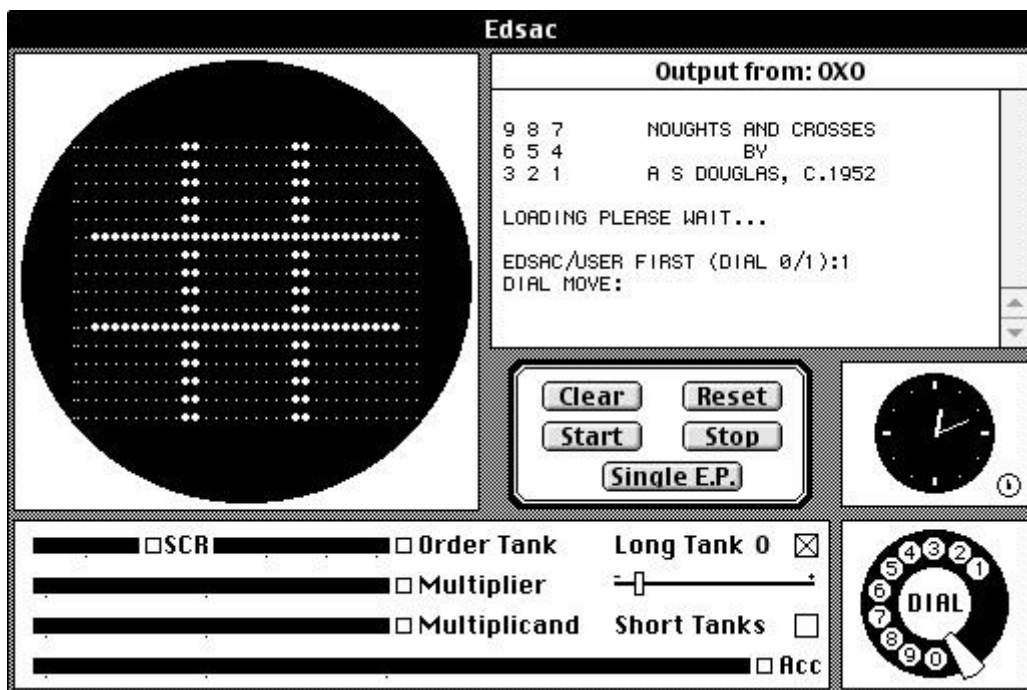 Edsac
Output from: OXO
9 8 7 NOUGHTS AND CROSSES
6 5 4 BY
3 2 1 A S DOUGLAS, C.1952
LOADING PLEASE WAIT...
EDSAC/USER FIRST (DIAL 0/1):1
DIAL MOVE:
Clear Reset
Start Stop
Single E.P.
SCR Order Tank Long Tank 0
Multiplier - +
Multiplicand Short Tanks
Acc
1
2
3
4
5
6
7
8
9
0
DIAL